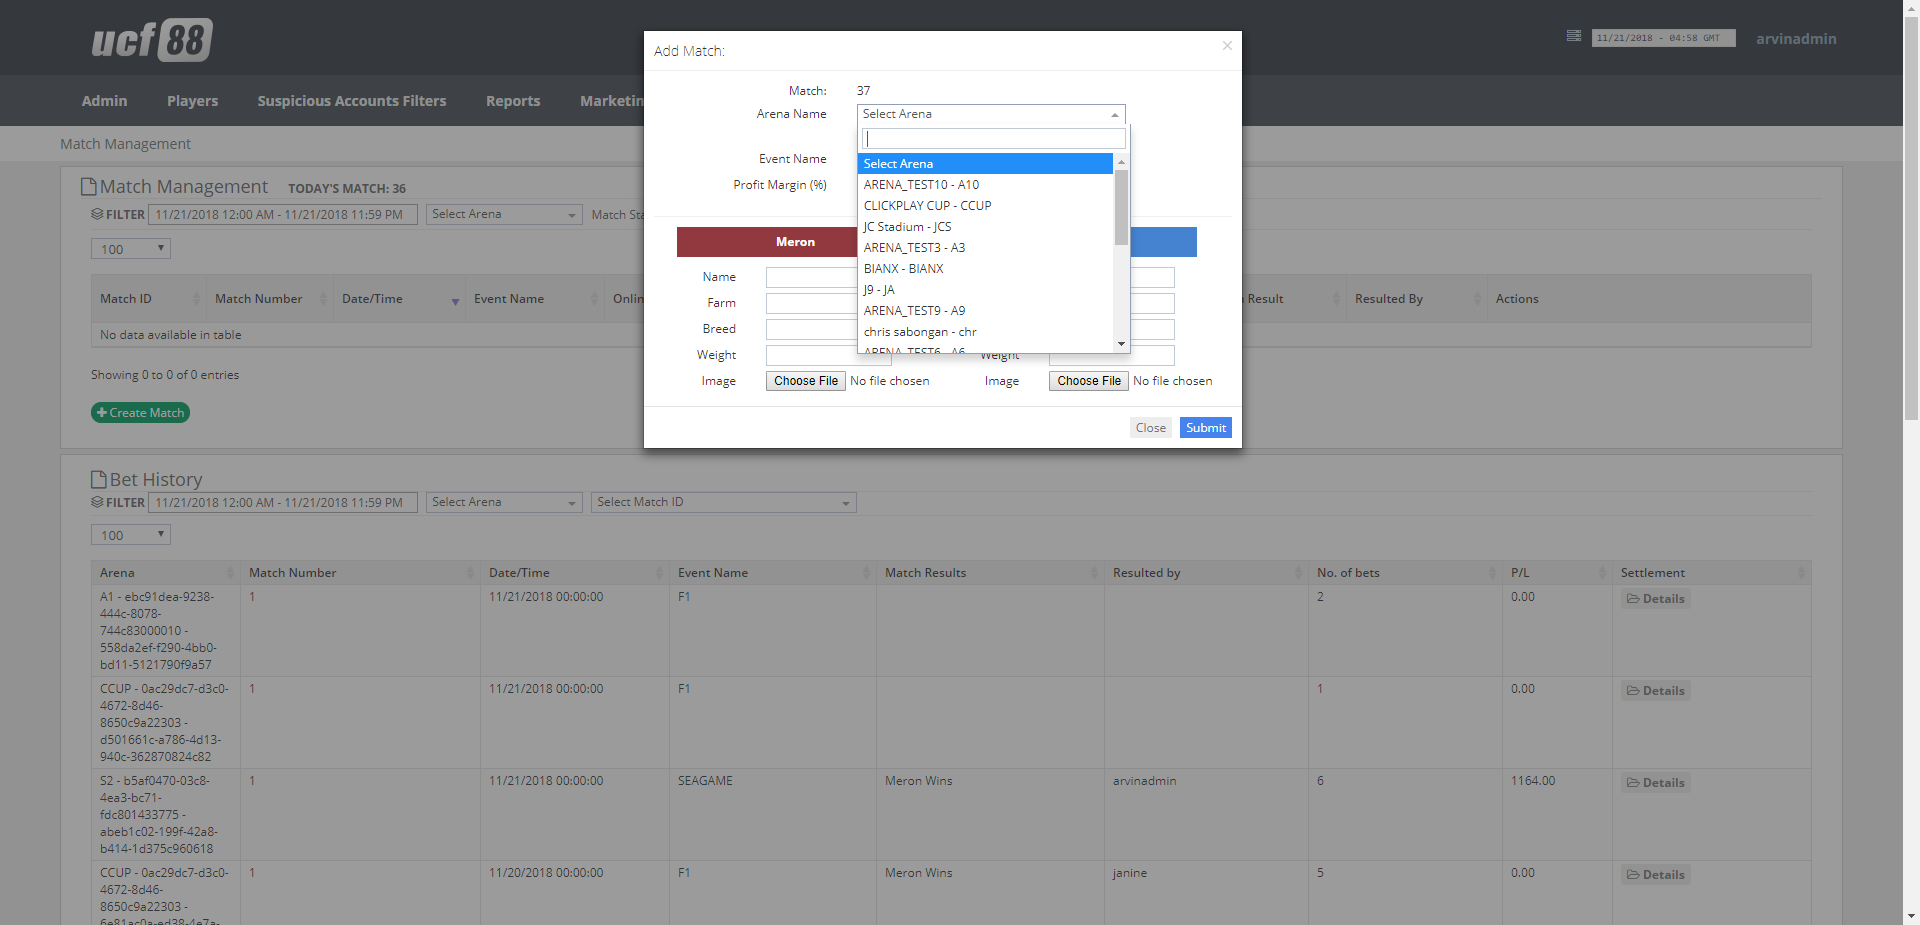 ucf 88
11/21/2018 - 04:58 GMT
arvinadmin
Admin
Players
Suspicious Accounts Filters
Reports
Match Management
Match Management
TODAY'S MATCH: 36
FILTER
11/21/2018 12:00 AM - 11/21/2018 11:59 PM
Select Arena
Match
100
Match ID
Match Number
Date/Time
Event Name
Result
Resulted By
Actions
No data available in table
Showing 0 to 0 of 0 entries
Create Match
Add Match:
×
Match:
37
Arena Name
Select Arena
Select Arena
ARENA_TEST10 - A10
CLICKPLAY CUP - CCUP
JC Stadium - JCS
ARENA_TEST3 - A3
BIANX - BIANX
J9 - JA
ARENA_TEST9 - A9
chris sabongan - chr
ARENA_TEST6 - A6
Event Name
Profit Margin (%)
Meron
Name
Farm
Breed
Weight
Weight
Image
Choose File
No file chosen
Image
Choose File
No file chosen
Close
Submit
Bet History
FILTER
11/21/2018 12:00 AM - 11/21/2018 11:59 PM
Select Arena
Select Match ID
100
Arena
Match Number
Date/Time
Event Name
Match Results
Resulted by
No. of bets
P/L
Settlement
A1 - ebc91dea-9238-
444c-8078-
744c83000010 -
558da2ef-f290-4bb0-
bd11-5121790f9a57
1
11/21/2018 00:00:00
F1
2
0.00
Details
CCUP - 0ac29dc7-d3c0-
4672-8d46-
8650c9a22303 -
d501661c-a786-4d13-
940c-362870824c82
1
11/21/2018 00:00:00
F1
1
0.00
Details
S2 - b5af0470-03c8-
4ea3-bc71-
fdc801433775 -
abeb1c02-199f-42a8-
b414-1d375c960618
1
11/21/2018 00:00:00
SEAGAME
Meron Wins
arvinadmin
6
1164.00
Details
CCUP - 0ac29dc7-d3c0-
4672-8d46-
8650c9a22303 -
6e81ac0a-ed38-4e7a-
1
11/20/2018 00:00:00
F1
Meron Wins
janine
5
0.00
Details